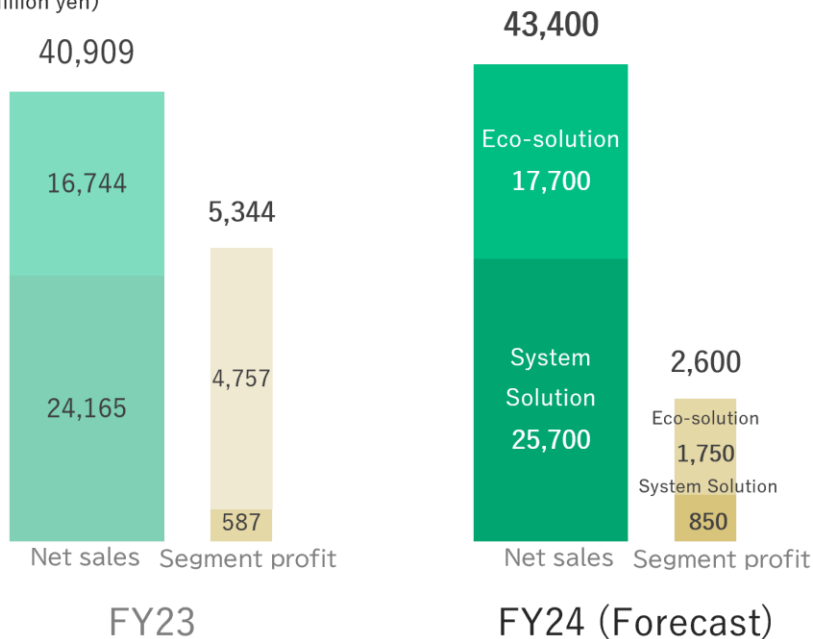 40,909
16,744
24,165
Net sales
5,344
4,757
587
Segment profit
FY23
43,400
Eco-solution
17,700
System
Solution
25,700
Net sales
2,600
Eco-solution
1,750
System Solution
850
Segment profit
FY24 (Forecast)